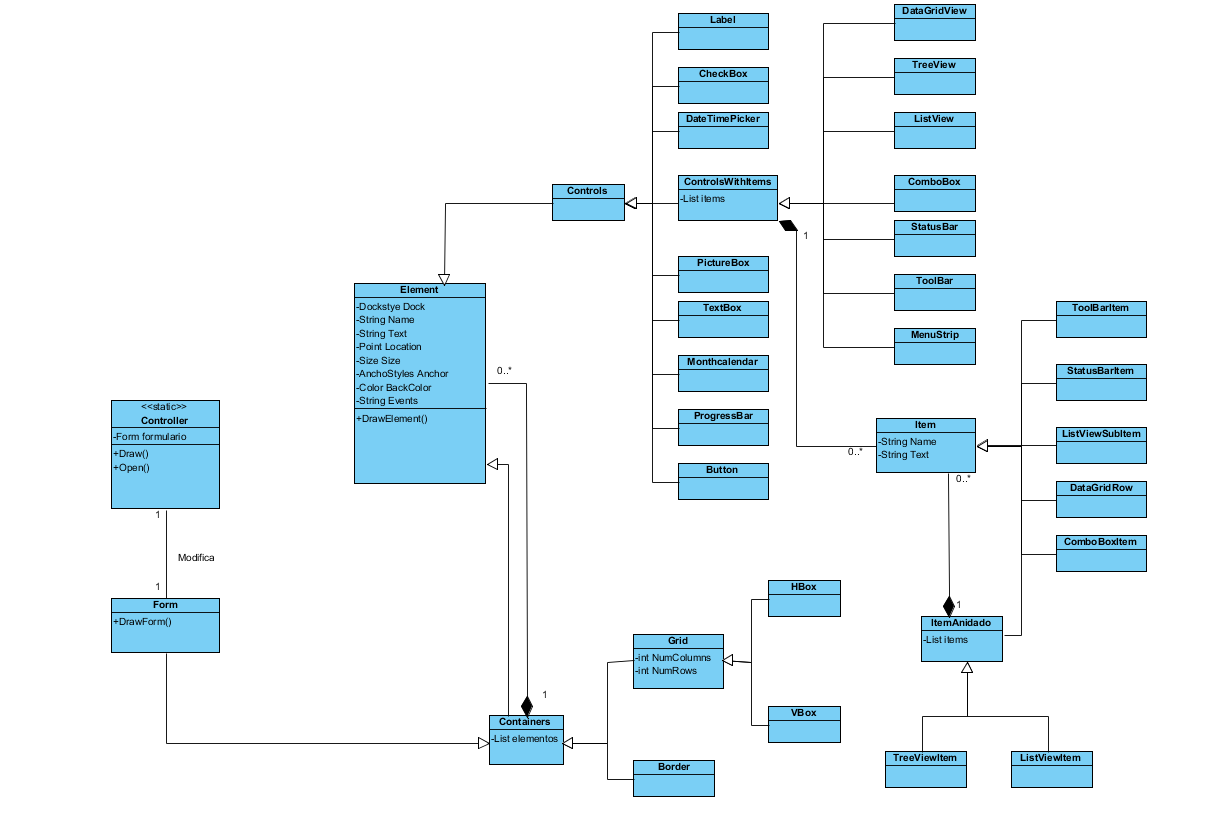 Label
CheckBox
DateTimePicker
Controls
ControlsWithItems
-List items
1
PictureBox
TextBox
Monthcalendar
ProgressBar
Button
DataGridView
TreeView
ListView
ComboBox
StatusBar
ToolBar
MenuStrip
Element
-Dockstye Dock
-String Name
-String Text
-Point Location
-Size Size
-AnchoStyles Anchor
-Color BackColor
-String Events
+DrawElement()
0..*
<<static>>
Controller
-Form formulario
+Draw()
+Open()
1
Modifica
1
Form
+DrawForm()
Item
-String Name
-String Text
0..*
0..*
ToolBarItem
StatusBarItem
ListViewSubItem
DataGridRow
ComboBoxItem
1
ItemAnidado
-List items
TreeViewItem
ListViewItem
HBox
Grid
-int NumColumns
-int NumRows
VBox
Border
1
Containers
-List elementos